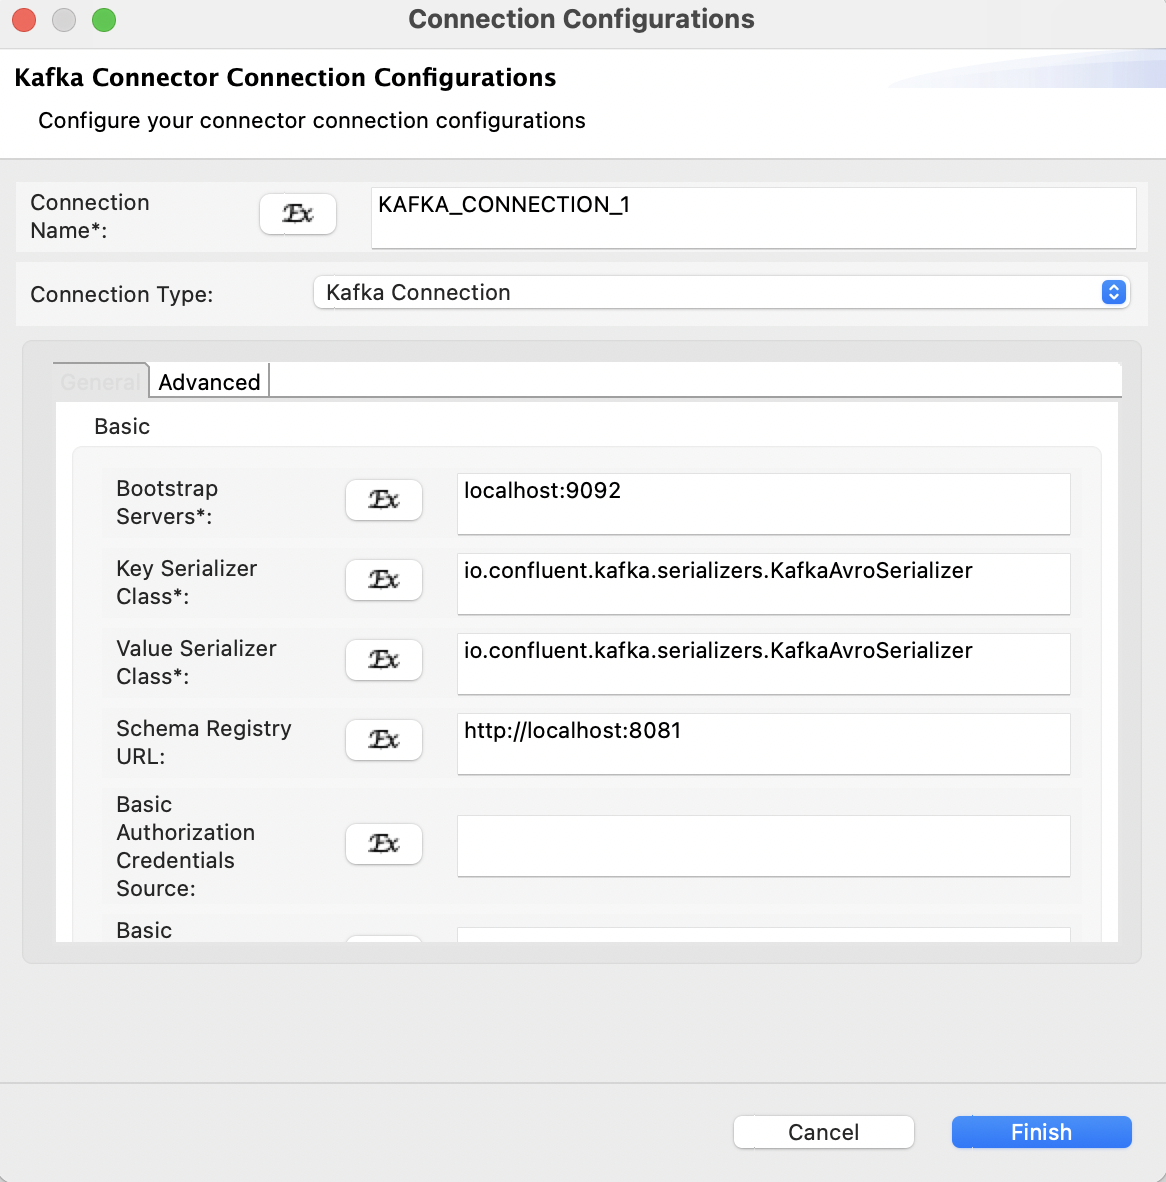 Connection Configurations
Kafka Connector Connection Configurations
Configure your connector connection configurations
Connection
Name*:
Ex
KAFKA_CONNECTION_1
Connection Type:
Kafka Connection
General
Advanced
Basic
Bootstrap
Servers*:
Ex
localhost:9092
Key Serializer
Class*:
Ex
io.confluent.kafka.serializers.KafkaAvroSerializer
Value Serializer
Class*:
Ex
io.confluent.kafka.serializers.KafkaAvroSerializer
Schema Registry
URL:
Ex
http://localhost:8081
Basic
Authorization
Credentials
Source:
Ex
Basic
Cancel
Finish